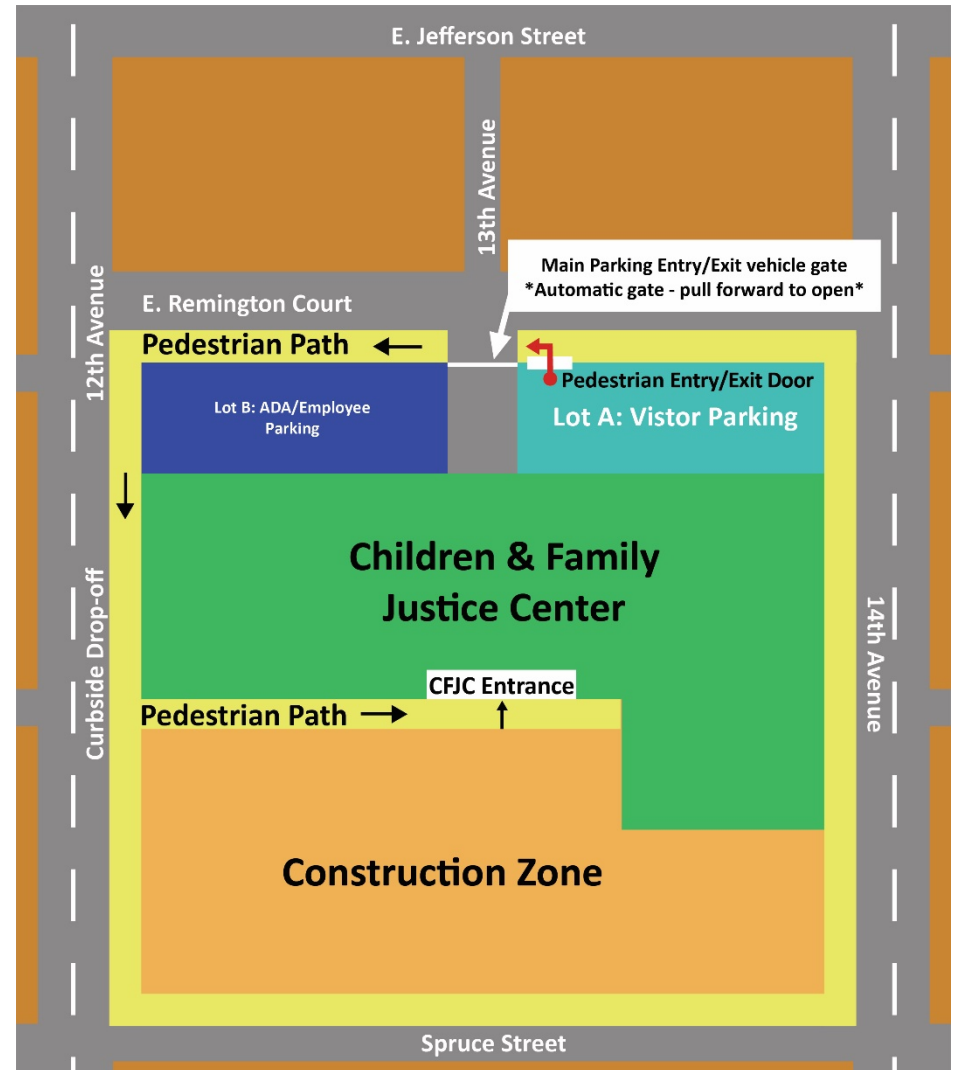 E. Jefferson Street
13th Avenue
Main Parking Entry/Exit vehicle gate
*Automatic gate - pull forward to open*
12th Avenue
E. Remington Court
Pedestrian Path
Pedestrian Entry/Exit Door
Lot B: ADA/Employee
Parking
Lot A: Vistor Parking
Children & Family
Justice Center
Curbside Drop-off
14th Avenue
CFJC Entrance
Pedestrian Path
Construction Zone
Spruce Street